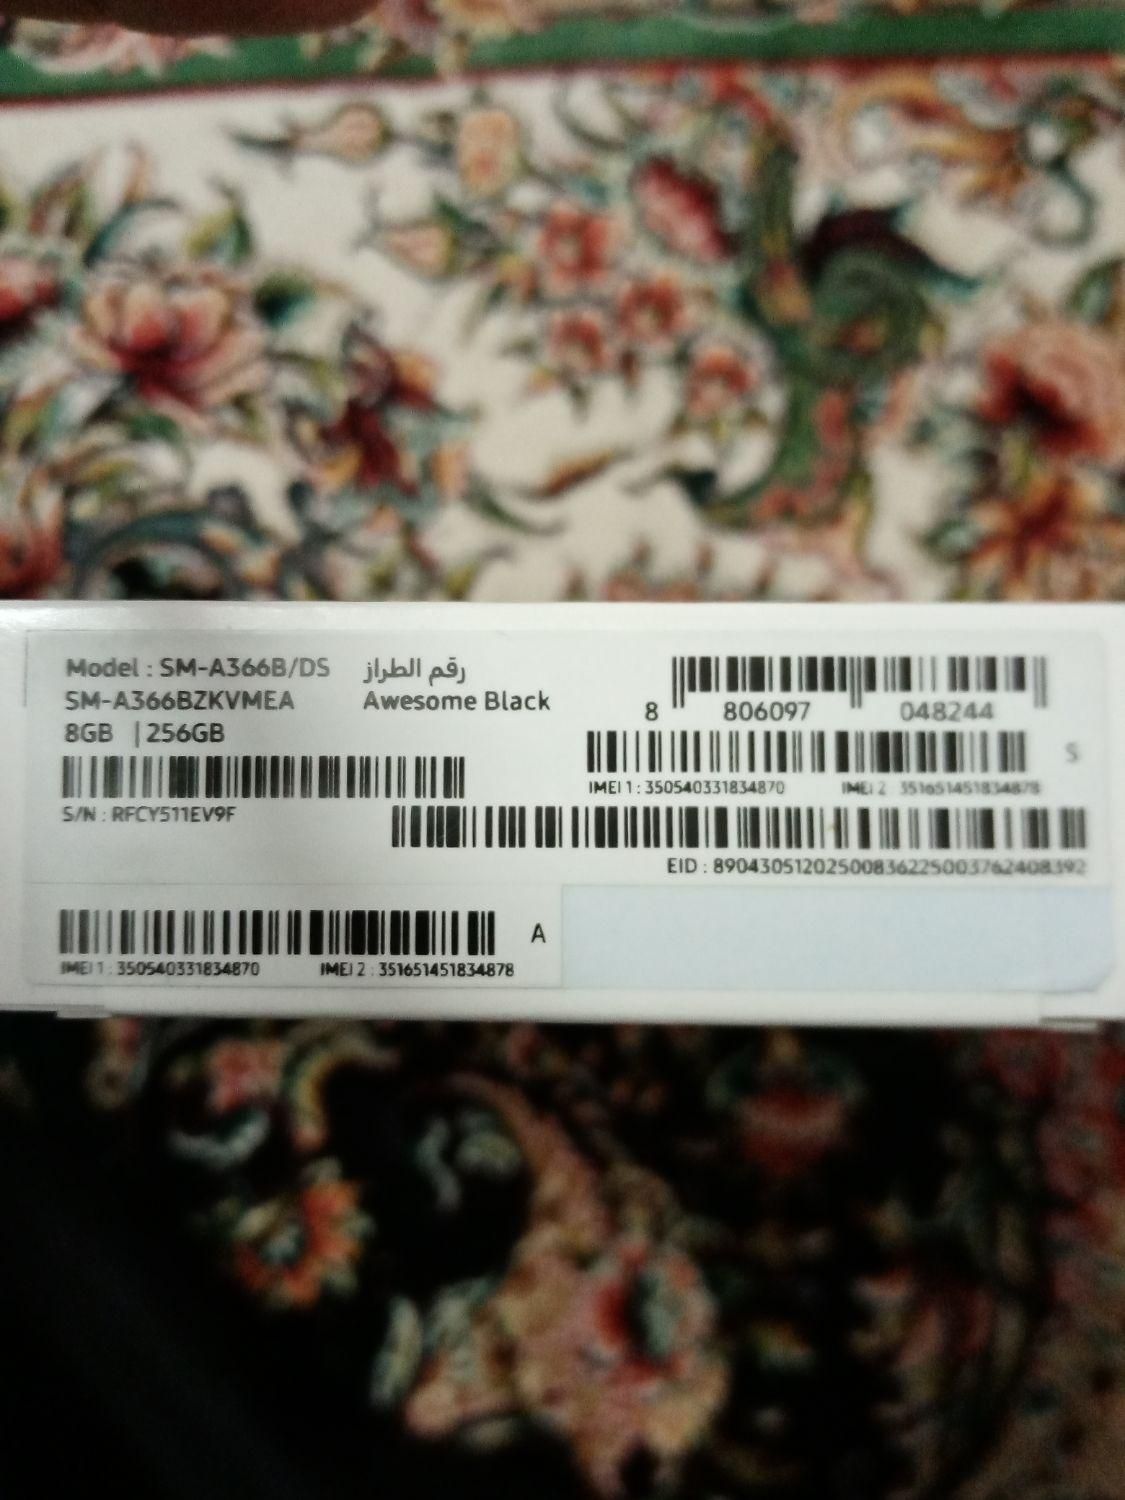 Model : SM-A366B/DS رقم الطراز
SM-A366BZKVMEA Awesome Black
8GB | 256GB
S/N : RFCY511EV9F
8 806097 048244
S
IMEI 1 : 350540331834870 IMEI 2 : 351651451834878
EID : 89043051202500836225003762408392
A
IMEI 1 : 350540331834870 IMEI 2 : 351651451834878